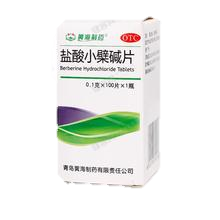 黄海制药
OTC
盐酸小檗碱片
Berberine Hydrochloride Tablets
0.1克×100片×1瓶
青岛黄海制药有限责任公司